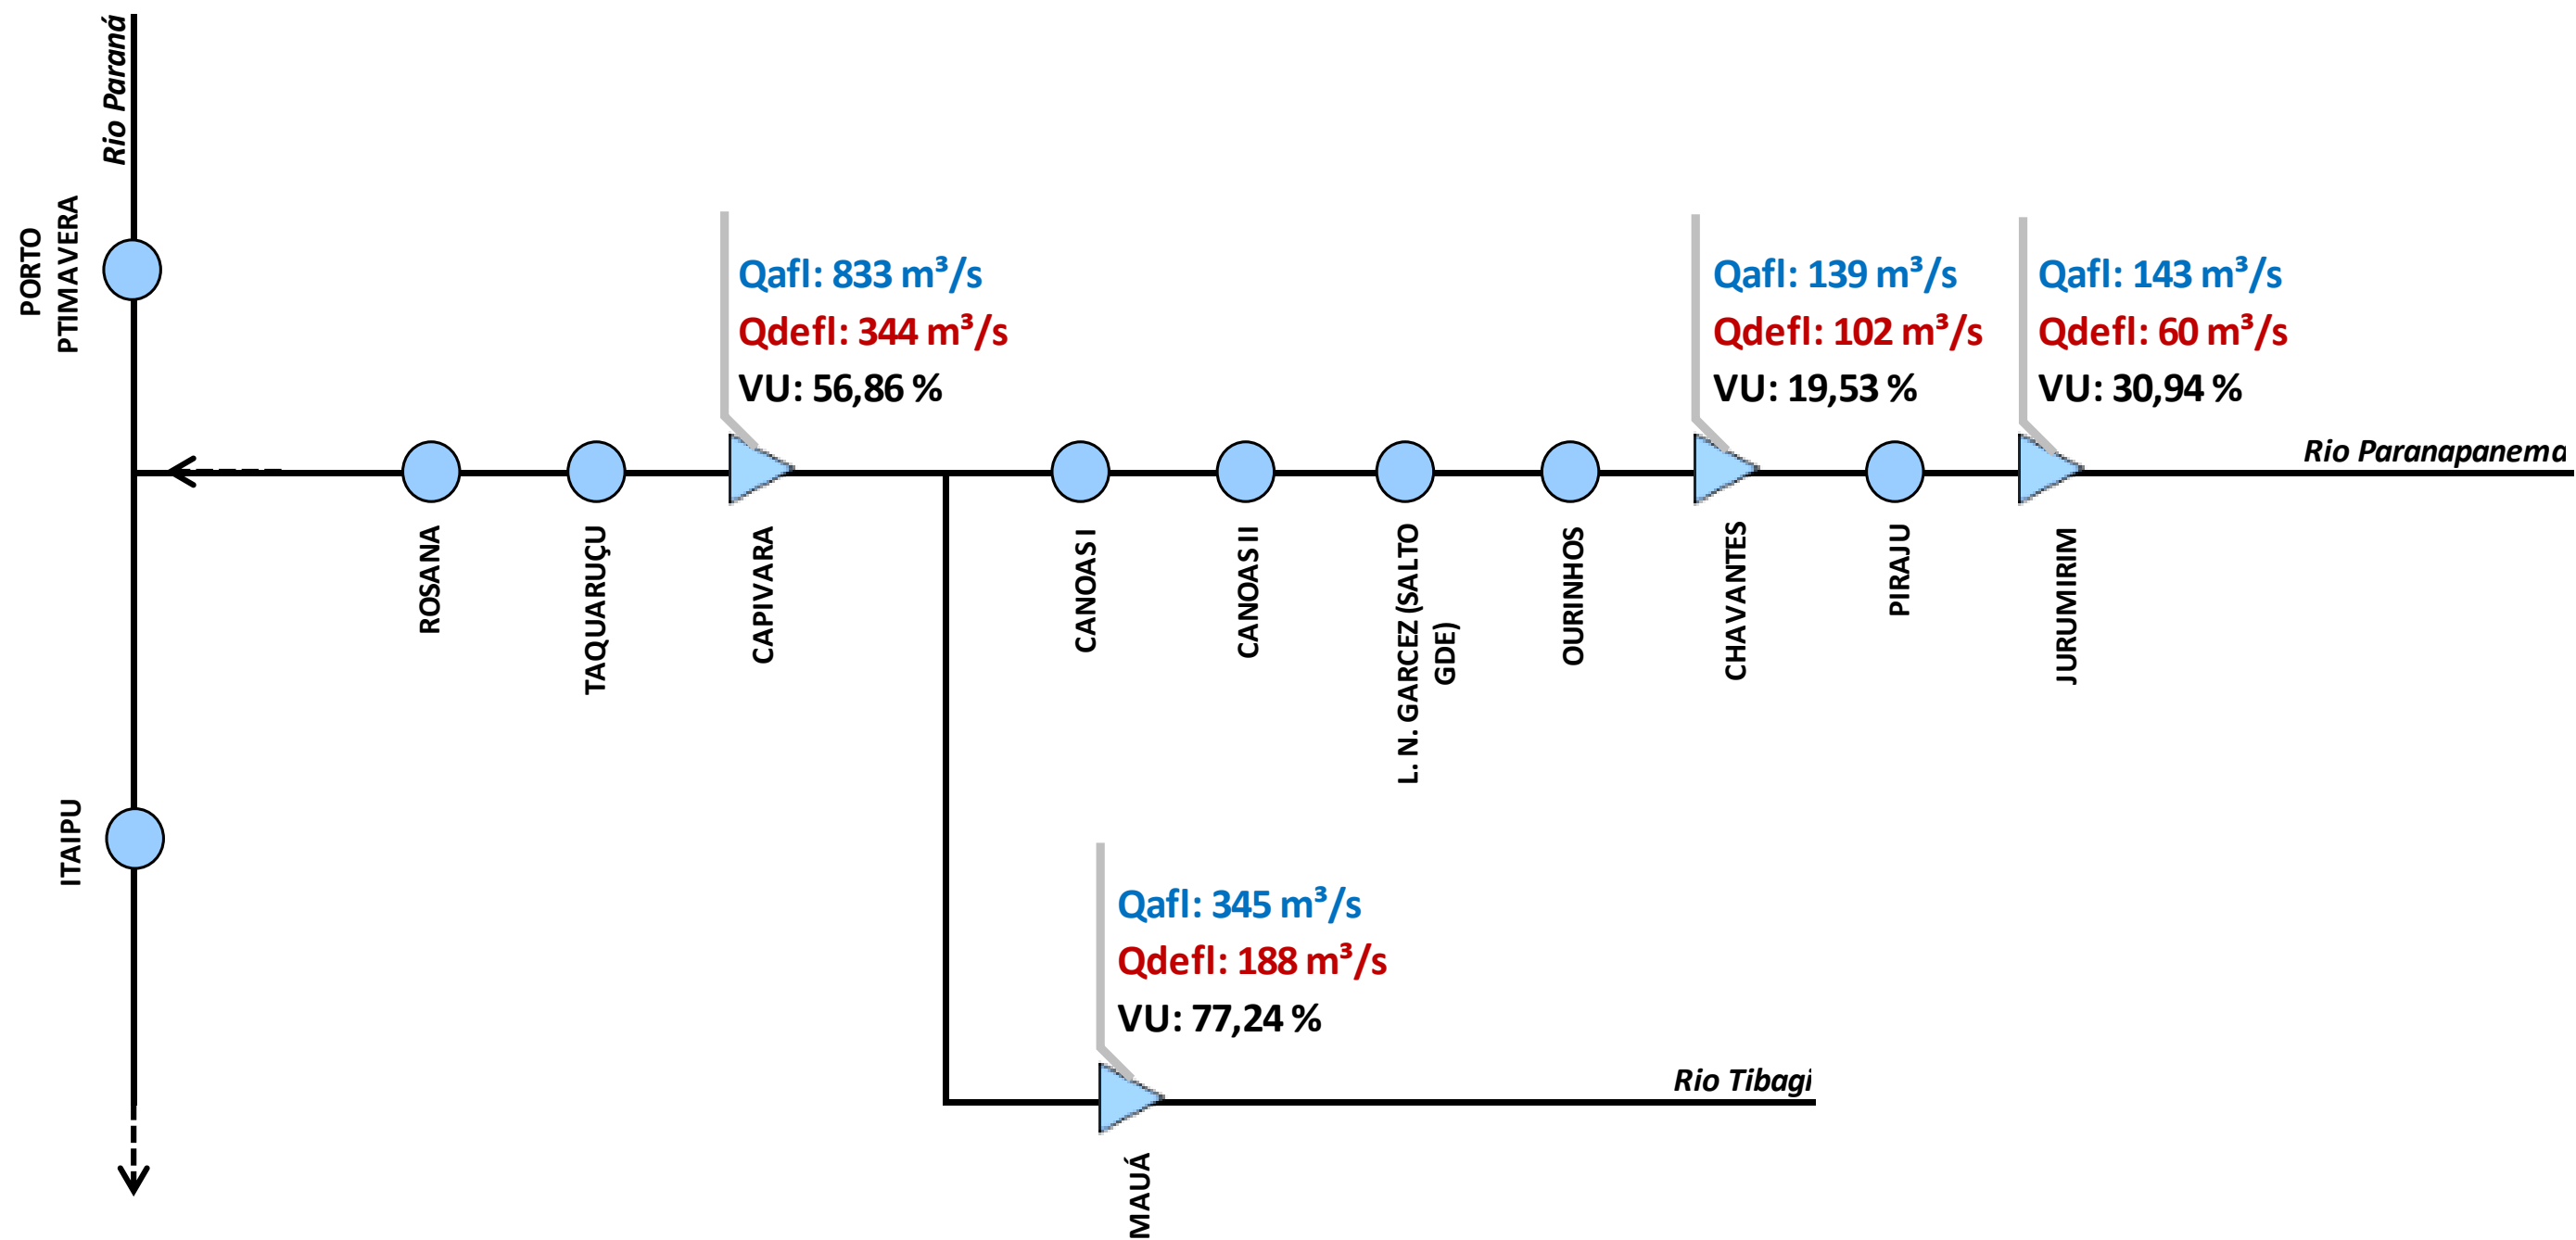 Rio Paraná
PORTO
PTIMAVERA
Qafl: 833 m³/s
Qdefl: 344 m³/s
VU: 56,86 %
Qafl: 139 m³/s
Qdefl: 102 m³/s
VU: 19,53 %
Qafl: 143 m³/s
Qdefl: 60 m³/s
VU: 30,94 %
Rio Paranapanema
ROSANA
TAQUARUÇU
CAPIVARA
CANOAS I
CANOAS II
L. N. GARCEZ (SALTO
GDE)
OURINHOS
CHAVANTES
PIRAJU
JURUMIRIM
ITAIPU
Qafl: 345 m³/s
Qdefl: 188 m³/s
VU: 77,24 %
Rio Tibagi
MAUÁ